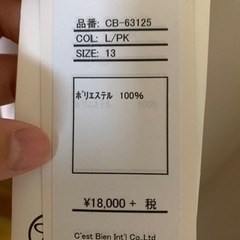 品番: CB-63125
COL: L/PK
SIZE: 13
ポリエステル 100%
¥18,000 + 税
C'est Bien Int'l Co.Ltd